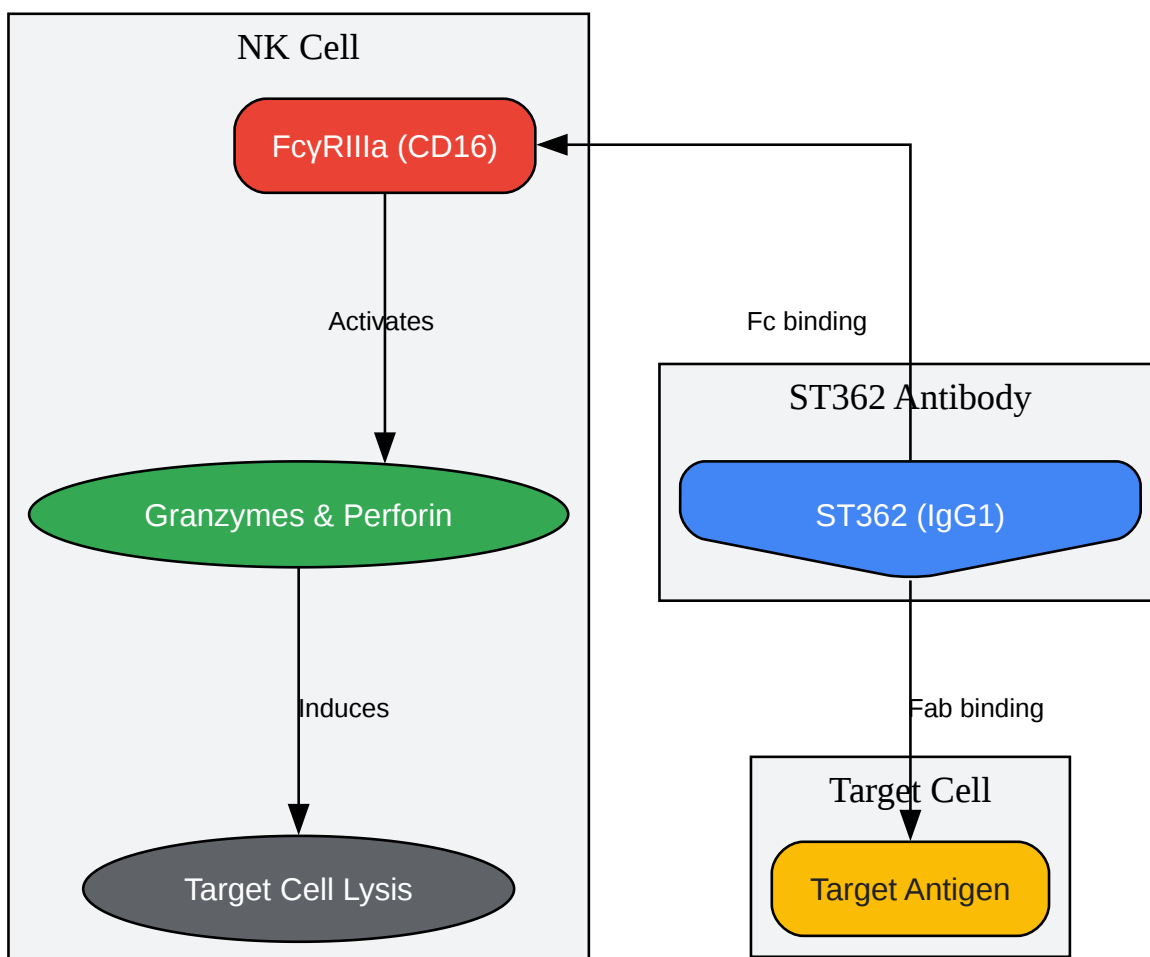 NK Cell
FcγRIIIa (CD16)
Activates
Fc binding
ST362 Antibody
Granzymes & Perforin
ST362 (IgG1)
Induces
Fab binding
Target Cell
Target Cell Lysis
Target Antigen